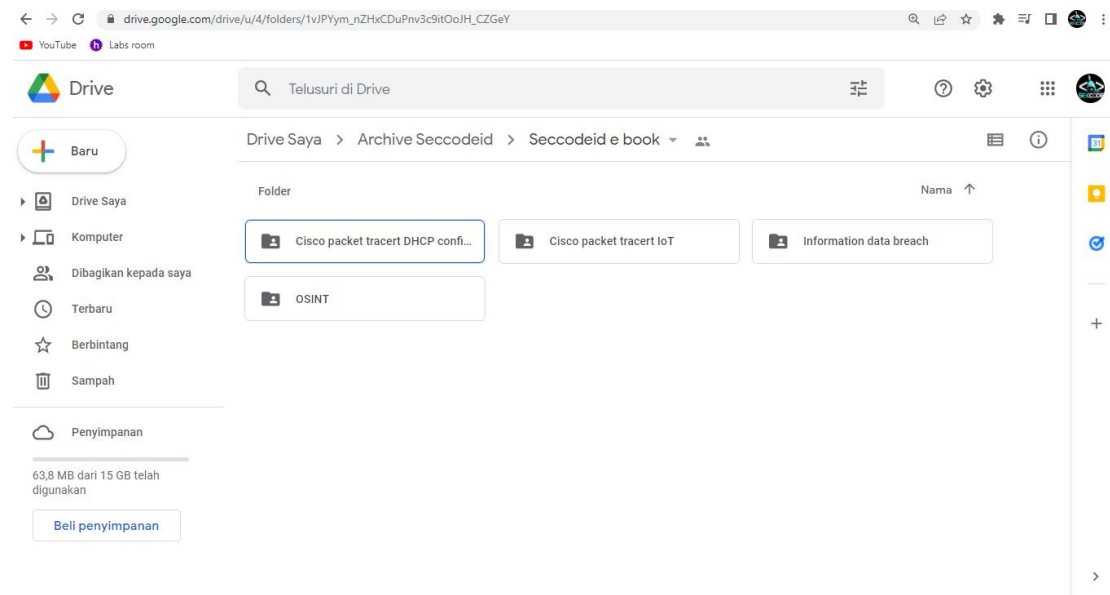 drive.google.com/drive/u/4/folders/1vJPYym_nZHxCDuPnv3c9itOoJH_CZGeY
YouTube Labs room
Drive Telusuri di Drive
Baru Drive Saya > Archive Seccodeid > Seccodeid e book
Folder Nama
Drive Saya
Komputer Cisco packet tracert DHCP confi... Cisco packet tracert IoT Information data breach
Dibagikan kepada saya
Terbaru OSINT
Berbintang
Sampah
Penyimpanan
63,8 MB dari 15 GB telah
digunakan
Beli penyimpanan
31